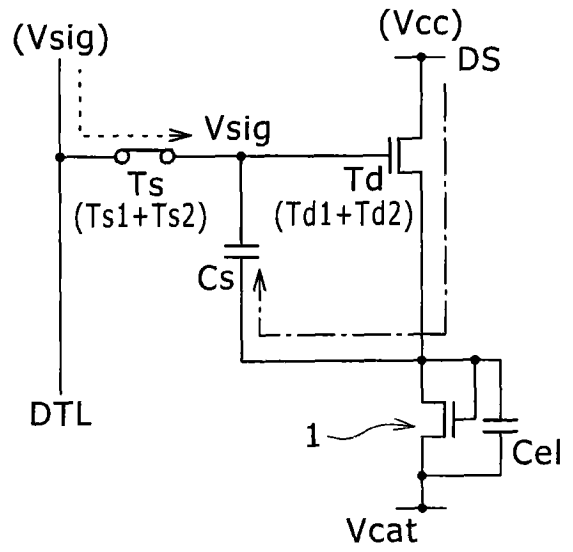 (Vsig)
(Vcc)
DS
Vsig
Ts
(Ts1+Ts2)
Td
(Td1+Td2)
Cs
DTL
1
Cel
Vcat